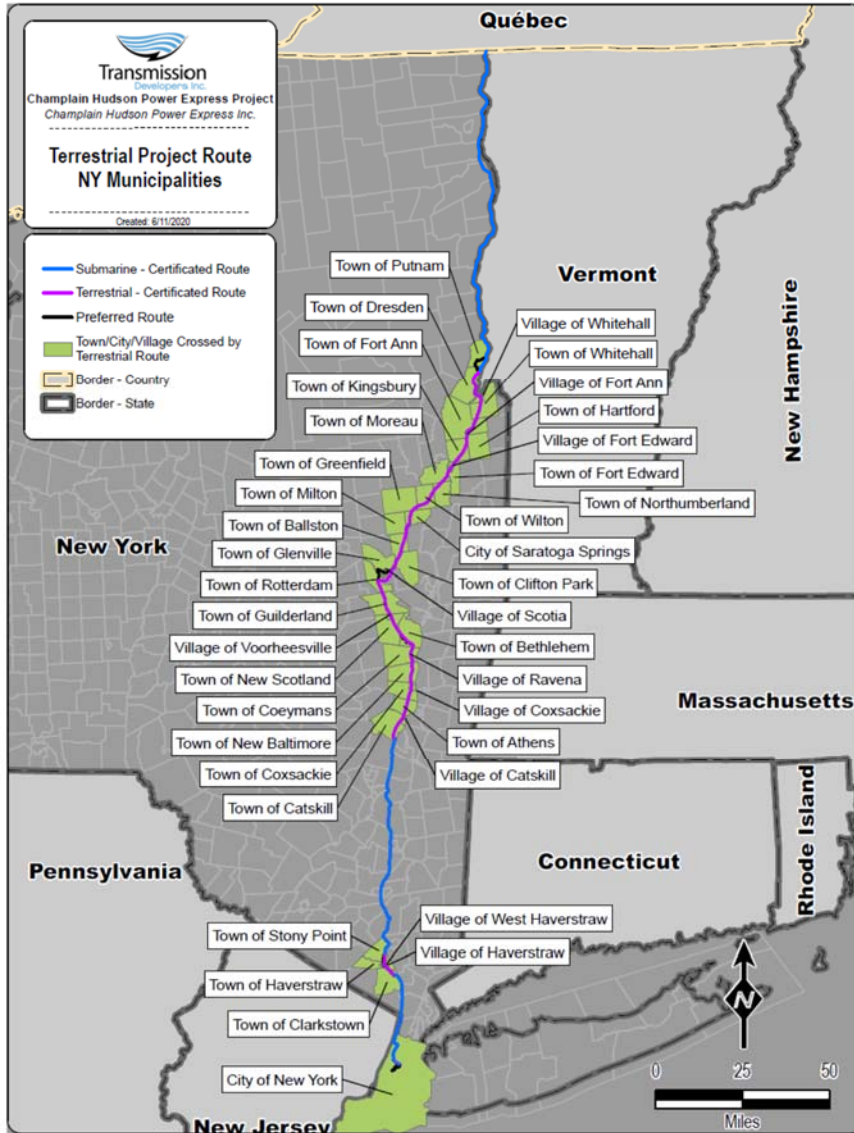 Québec
Transmission
Developers Inc.
Champlain Hudson Power Express Project
Champlain Hudson Power Express Inc.
Terrestrial Project Route
NY Municipalities
Created: 6/11/2020
Submarine - Certificated Route
Terrestrial - Certificated Route
Preferred Route
Town/City/Village Crossed by
Terrestrial Route
Border - Country
Border - State
Town of Putnam
Vermont
New Hampshire
Town of Dresden
Village of Whitehall
Town of Fort Ann
Town of Whitehall
Town of Kingsbury
Village of Fort Ann
Town of Moreau
Town of Hartford
Village of Fort Edward
Town of Greenfield
Town of Fort Edward
Town of Milton
Town of Northumberland
Town of Ballston
Town of Wilton
New York
City of Saratoga Springs
Town of Glenville
Town of Rotterdam
Town of Clifton Park
Town of Guilderland
Village of Scotia
Village of Voorheesville
Town of Bethlehem
Town of New Scotland
Village of Ravena
Massachusetts
Town of Coeymans
Village of Coxsackie
Town of New Baltimore
Town of Athens
Town of Coxsackie
Village of Catskill
Town of Catskill
Pennsylvania
Connecticut
Rhode Island
Village of West Haverstraw
Town of Stony Point
Village of Haverstraw
Town of Haverstraw
Town of Clarkstown
N
City of New York
0 25 50
Miles
New Jersey